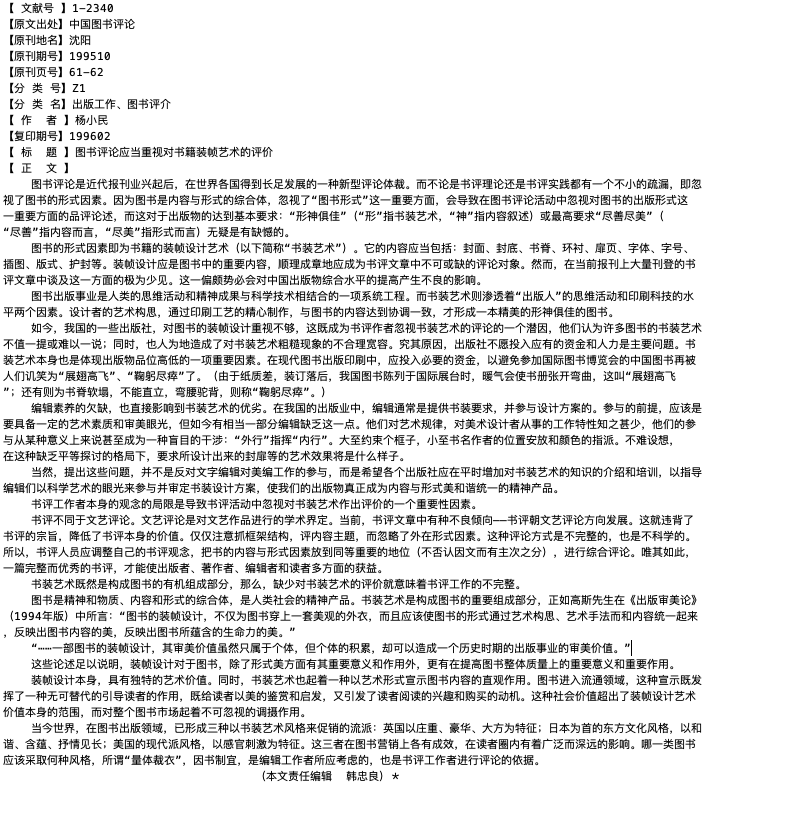 【 文献号 】1-2340
【原文出处】中国图书评论
【原刊地名】沈阳
【原刊期号】199510
【原刊页号】61-62
【分 类 号】Z1
【分 类 名】出版工作、图书评介
【 作  者 】杨小民
【复印期号】199602
【 标  题 】图书评论应当重视对书籍装帧艺术的评价
【 正  文 】
图书评论是近代报刊业兴起后，在世界各国得到长足发展的一种新型评论体裁。而不论是书评理论还是书评实践都有一个不小的疏漏，即忽
视了图书的形式因素。因为图书是内容与形式的综合体，忽视了“图书形式”这一重要方面，会导致在图书评论活动中忽视对图书的出版形式这
一重要方面的品评论述，而这对于出版物的达到基本要求：“形神俱佳”（“形”指书装艺术，“神”指内容叙述）或最高要求“尽善尽美”（
“尽善”指内容而言，“尽美”指形式而言）无疑是有缺憾的。
图书的形式因素即为书籍的装帧设计艺术（以下简称“书装艺术”）。它的内容应当包括：封面、封底、书脊、环衬、扉页、字体、字号、
插图、版式、护封等。装帧设计应是图书中的重要内容，顺理成章地应成为书评文章中不可或缺的评论对象。然而，在当前报刊上大量刊登的书
评文章中谈及这一方面的极为少见。这一偏颇势必会对中国出版物综合水平的提高产生不良的影响。
图书出版事业是人类的思维活动和精神成果与科学技术相结合的一项系统工程。而书装艺术则渗透着“出版人”的思维活动和印刷科技的水
平两个因素。设计者的艺术构思，通过印刷工艺的精心制作，与图书的内容达到协调一致，才形成一本精美的形神俱佳的图书。
如今，我国的一些出版社，对图书的装帧设计重视不够，这既成为书评作者忽视书装艺术的评论的一个潜因，他们认为许多图书的书装艺术
不值一提或难以一说；同时，也人为地造成了对书装艺术粗糙现象的不合理宽容。究其原因，出版社不愿投入应有的资金和人力是主要问题。书
装艺术本身也是体现出版物品位高低的一项重要因素。在现代图书出版印刷中，应投入必要的资金，以避免参加国际图书博览会的中国图书再被
人们讥笑为“展翅高飞”、“鞠躬尽瘁”了。（由于纸质差，装订落后，我国图书陈列于国际展台时，暖气会使书册张开弯曲，这叫“展翅高飞
”；还有则为书脊软塌，不能直立，弯腰驼背，则称“鞠躬尽瘁”。）
编辑素养的欠缺，也直接影响到书装艺术的优劣。在我国的出版业中，编辑通常是提供书装要求，并参与设计方案的。参与的前提，应该是
要具备一定的艺术素质和审美眼光，但如今有相当一部分编辑缺乏这一点。他们对艺术规律，对美术设计者从事的工作特性知之甚少，他们的参
与从某种意义上来说甚至成为一种盲目的干涉：“外行”指挥“内行”。大至约束个框子，小至书名作者的位置安放和颜色的指派。不难设想，
在这种缺乏平等探讨的格局下，要求所设计出来的封扉等的艺术效果将是什么样子。
当然，提出这些问题，并不是反对文字编辑对美编工作的参与，而是希望各个出版社应在平时增加对书装艺术的知识的介绍和培训，以指导
编辑们以科学艺术的眼光来参与并审定书装设计方案，使我们的出版物真正成为内容与形式美和谐统一的精神产品。
书评工作者本身的观念的局限是导致书评活动中忽视对书装艺术作出评价的一个重要性因素。
书评不同于文艺评论。文艺评论是对文艺作品进行的学术界定。当前，书评文章中有种不良倾向──书评朝文艺评论方向发展。这就违背了
书评的宗旨，降低了书评本身的价值。仅仅注意抓框架结构，评内容主题，而忽略了外在形式因素。这种评论方式是不完整的，也是不科学的。
所以，书评人员应调整自己的书评观念，把书的内容与形式因素放到同等重要的地位（不否认因文而有主次之分），进行综合评论。唯其如此，
一篇完整而优秀的书评，才能使出版者、著作者、编辑者和读者多方面的获益。
书装艺术既然是构成图书的有机组成部分，那么，缺少对书装艺术的评价就意味着书评工作的不完整。
图书是精神和物质、内容和形式的综合体，是人类社会的精神产品。书装艺术是构成图书的重要组成部分，正如高斯先生在《出版审美论》
（1994年版）中所言：“图书的装帧设计，不仅为图书穿上一套美观的外衣，而且应该使图书的形式通过艺术构思、艺术手法而和内容统一起来
，反映出图书内容的美，反映出图书所蕴含的生命力的美。”
“……一部图书的装帧设计，其审美价值虽然只属于个体，但个体的积累，却可以造成一个历史时期的出版事业的审美价值。”
这些论述足以说明，装帧设计对于图书，除了形式美方面有其重要意义和作用外，更有在提高图书整体质量上的重要意义和重要作用。
装帧设计本身，具有独特的艺术价值。同时，书装艺术也起着一种以艺术形式宣示图书内容的直观作用。图书进入流通领域，这种宣示既发
挥了一种无可替代的引导读者的作用，既给读者以美的鉴赏和启发，又引发了读者阅读的兴趣和购买的动机。这种社会价值超出了装帧设计艺术
价值本身的范围，而对整个图书市场起着不可忽视的调摄作用。
当今世界，在图书出版领域，已形成三种以书装艺术风格来促销的流派：英国以庄重、豪华、大方为特征；日本为首的东方文化风格，以和
谐、含蕴、抒情见长；美国的现代派风格，以感官刺激为特征。这三者在图书营销上各有成效，在读者圈内有着广泛而深远的影响。哪一类图书
应该采取何种风格，所谓“量体裁衣”，因书制宜，是编辑工作者所应考虑的，也是书评工作者进行评论的依据。
（本文责任编辑  韩忠良）*